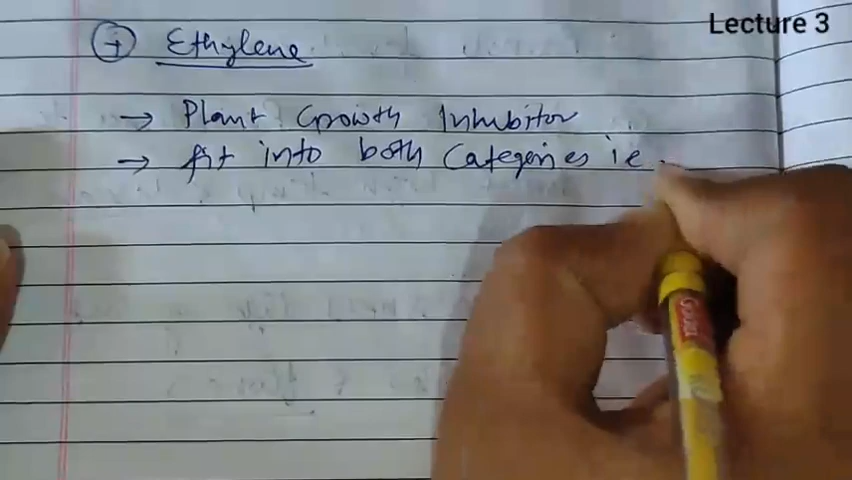 Lecture 3
→ Ethylene
→ Plant Growth Inhibitor
→ fit into both Categories ie.